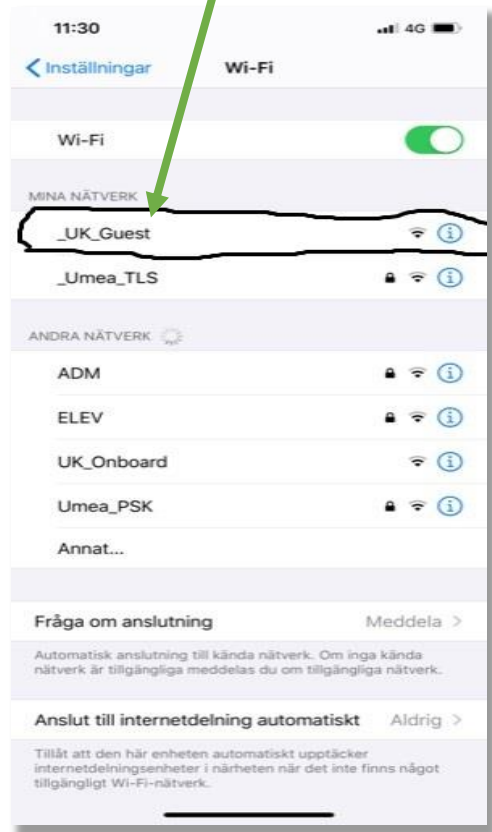 11:30 4G
Inställningar Wi-Fi
Wi-Fi
MINA NÄTVERK
_UK_Guest
_Umea_TLS
ANDRA NÄTVERK
ADM
ELEV
UK_Onboard
Umea_PSK
Annat...
Fråga om anslutning Meddela
Automatisk anslutning till kända nätverk. Om inga kända
nätverk är tillgängliga meddelas du om tillgängliga nätverk.
Anslut till internetdelning automatiskt Aldrig
Tillåt att den här enheten automatiskt upptäcker
internetdelningsenheter i närheten när det inte finns något
tillgängligt Wi-Fi-nätverk.